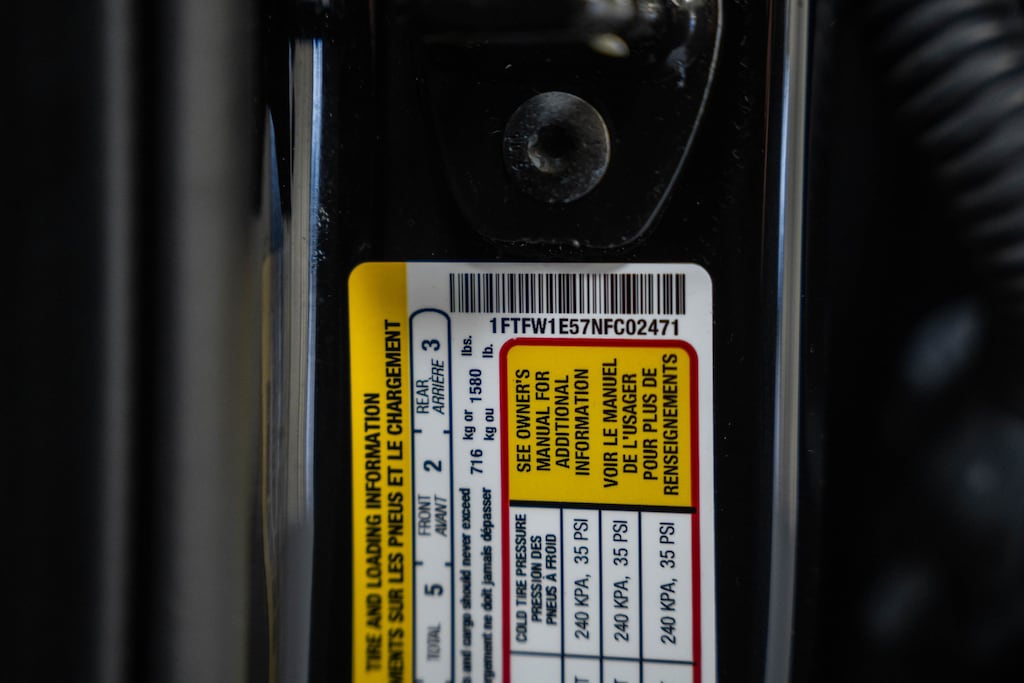 1FTFW1E57NFC02471
TIRE AND LOADING INFORMATION
MENTS SUR LES PNEUS ET LE CHARGEMENT
TOTAL 5 FRONT AVANT 2 REAR ARRIÈRE 3
and cargo should never exceed 716 kg or 1580 lbs.
rgement ne doit jamais dépasser kg ou lb.
COLD TIRE PRESSURE
PRESSION DES
PNEUS À FROID
240 KPA, 35 PSI
240 KPA, 35 PSI
240 KPA, 35 PSI
SEE OWNER'S
MANUAL FOR
ADDITIONAL
INFORMATION
VOIR LE MANUEL
DE L'USAGER
POUR PLUS DE
RENSEIGNEMENTS